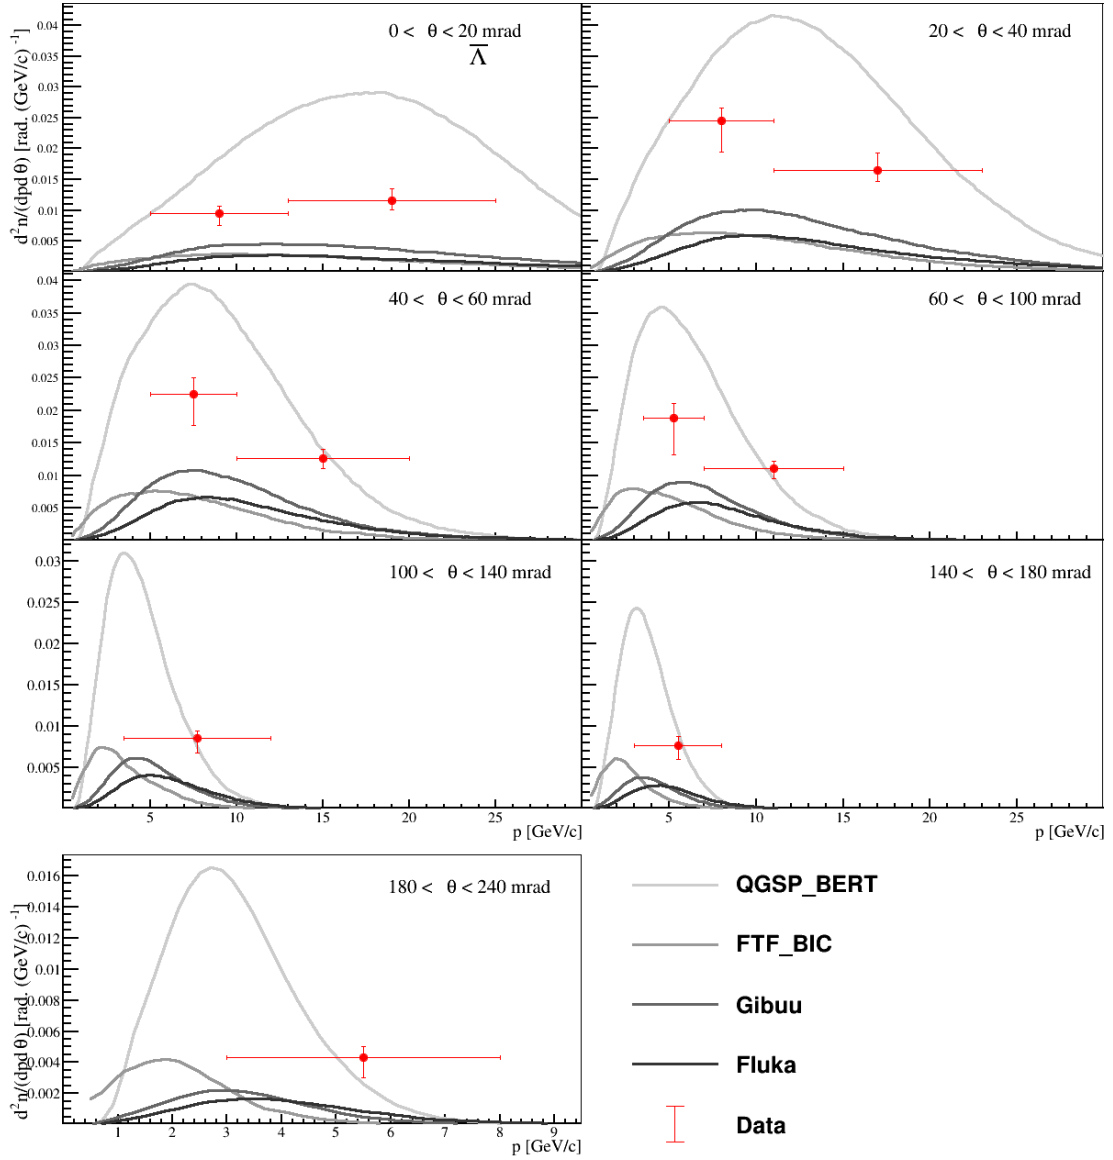 d²n/(dpdθ) [rad. (GeV/c)⁻¹]
0.04
0.035
0.03
0.025
0.02
0.015
0.01
0.005
0 < θ < 20 mrad
Λ̅
20 < θ < 40 mrad
0.04
0.035
0.03
0.025
0.02
0.015
0.01
0.005
40 < θ < 60 mrad
60 < θ < 100 mrad
0.03
0.025
0.02
0.015
0.01
0.005
100 < θ < 140 mrad
140 < θ < 180 mrad
5 10 15 20 25
p [GeV/c]
5 10 15 20 25
p [GeV/c]
d²n/(dpdθ) [rad. (GeV/c)⁻¹]
0.016
0.014
0.012
0.01
0.008
0.006
0.004
0.002
180 < θ < 240 mrad
1 2 3 4 5 6 7 8 9
p [GeV/c]
QGSP_BERT
FTF_BIC
Gibuu
Fluka
Data